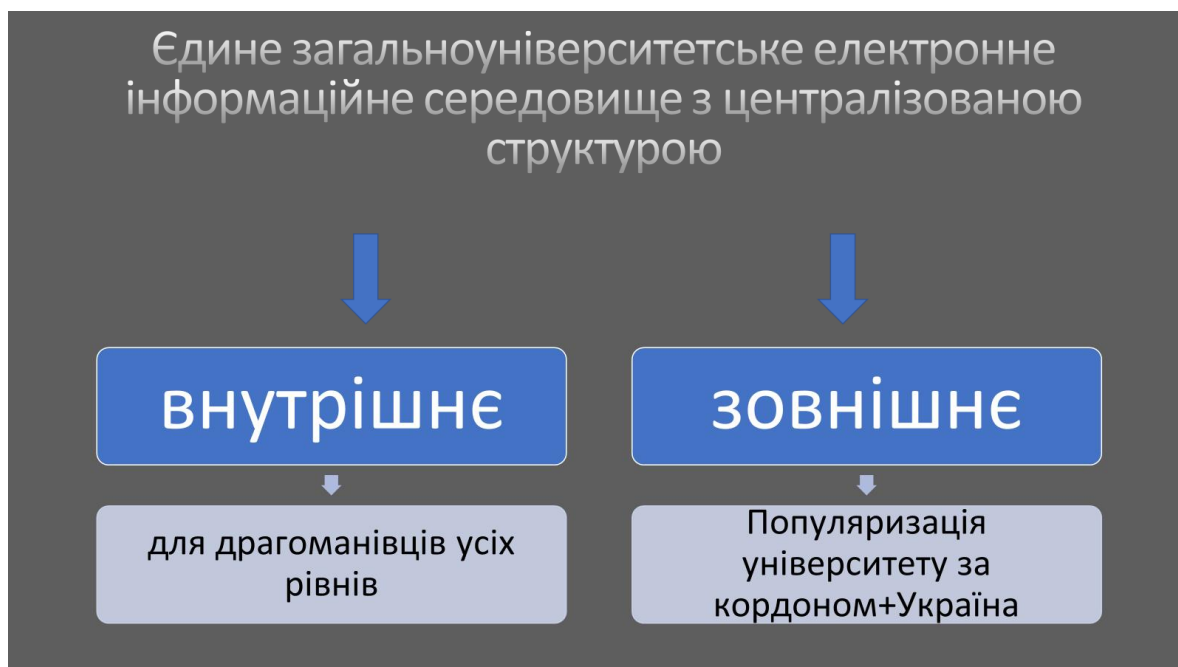 Єдине загальноуніверситетське електронне
інформаційне середовище з централізованою
структурою
внутрішнє
зовнішнє
для драгоманівців усіх
рівнів
Популяризація
університету за
кордоном+Україна